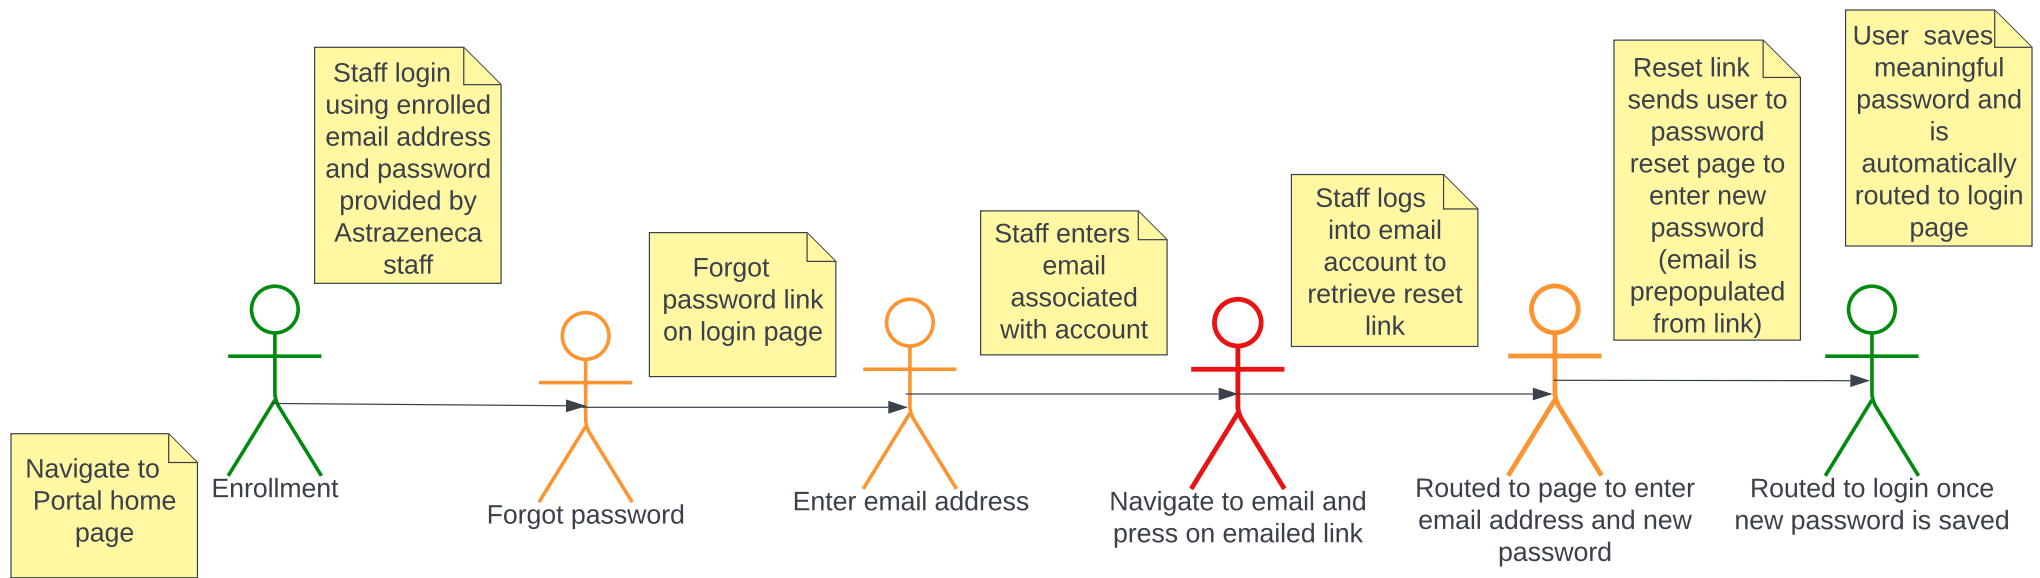 Navigate to
Portal home
page
Enrollment
Staff login
using enrolled
email address
and password
provided by
Astrazeneca
staff
Forgot password
Forgot
password link
on login page
Enter email address
Staff enters
email
associated
with account
Navigate to email and
press on emailed link
Staff logs
into email
account to
retrieve reset
link
Routed to page to enter
email address and new
password
Reset link
sends user to
password
reset page to
enter new
password
(email is
prepopulated
from link)
Routed to login once
new password is saved
User  saves
meaningful
password and
is
automatically
routed to login
page